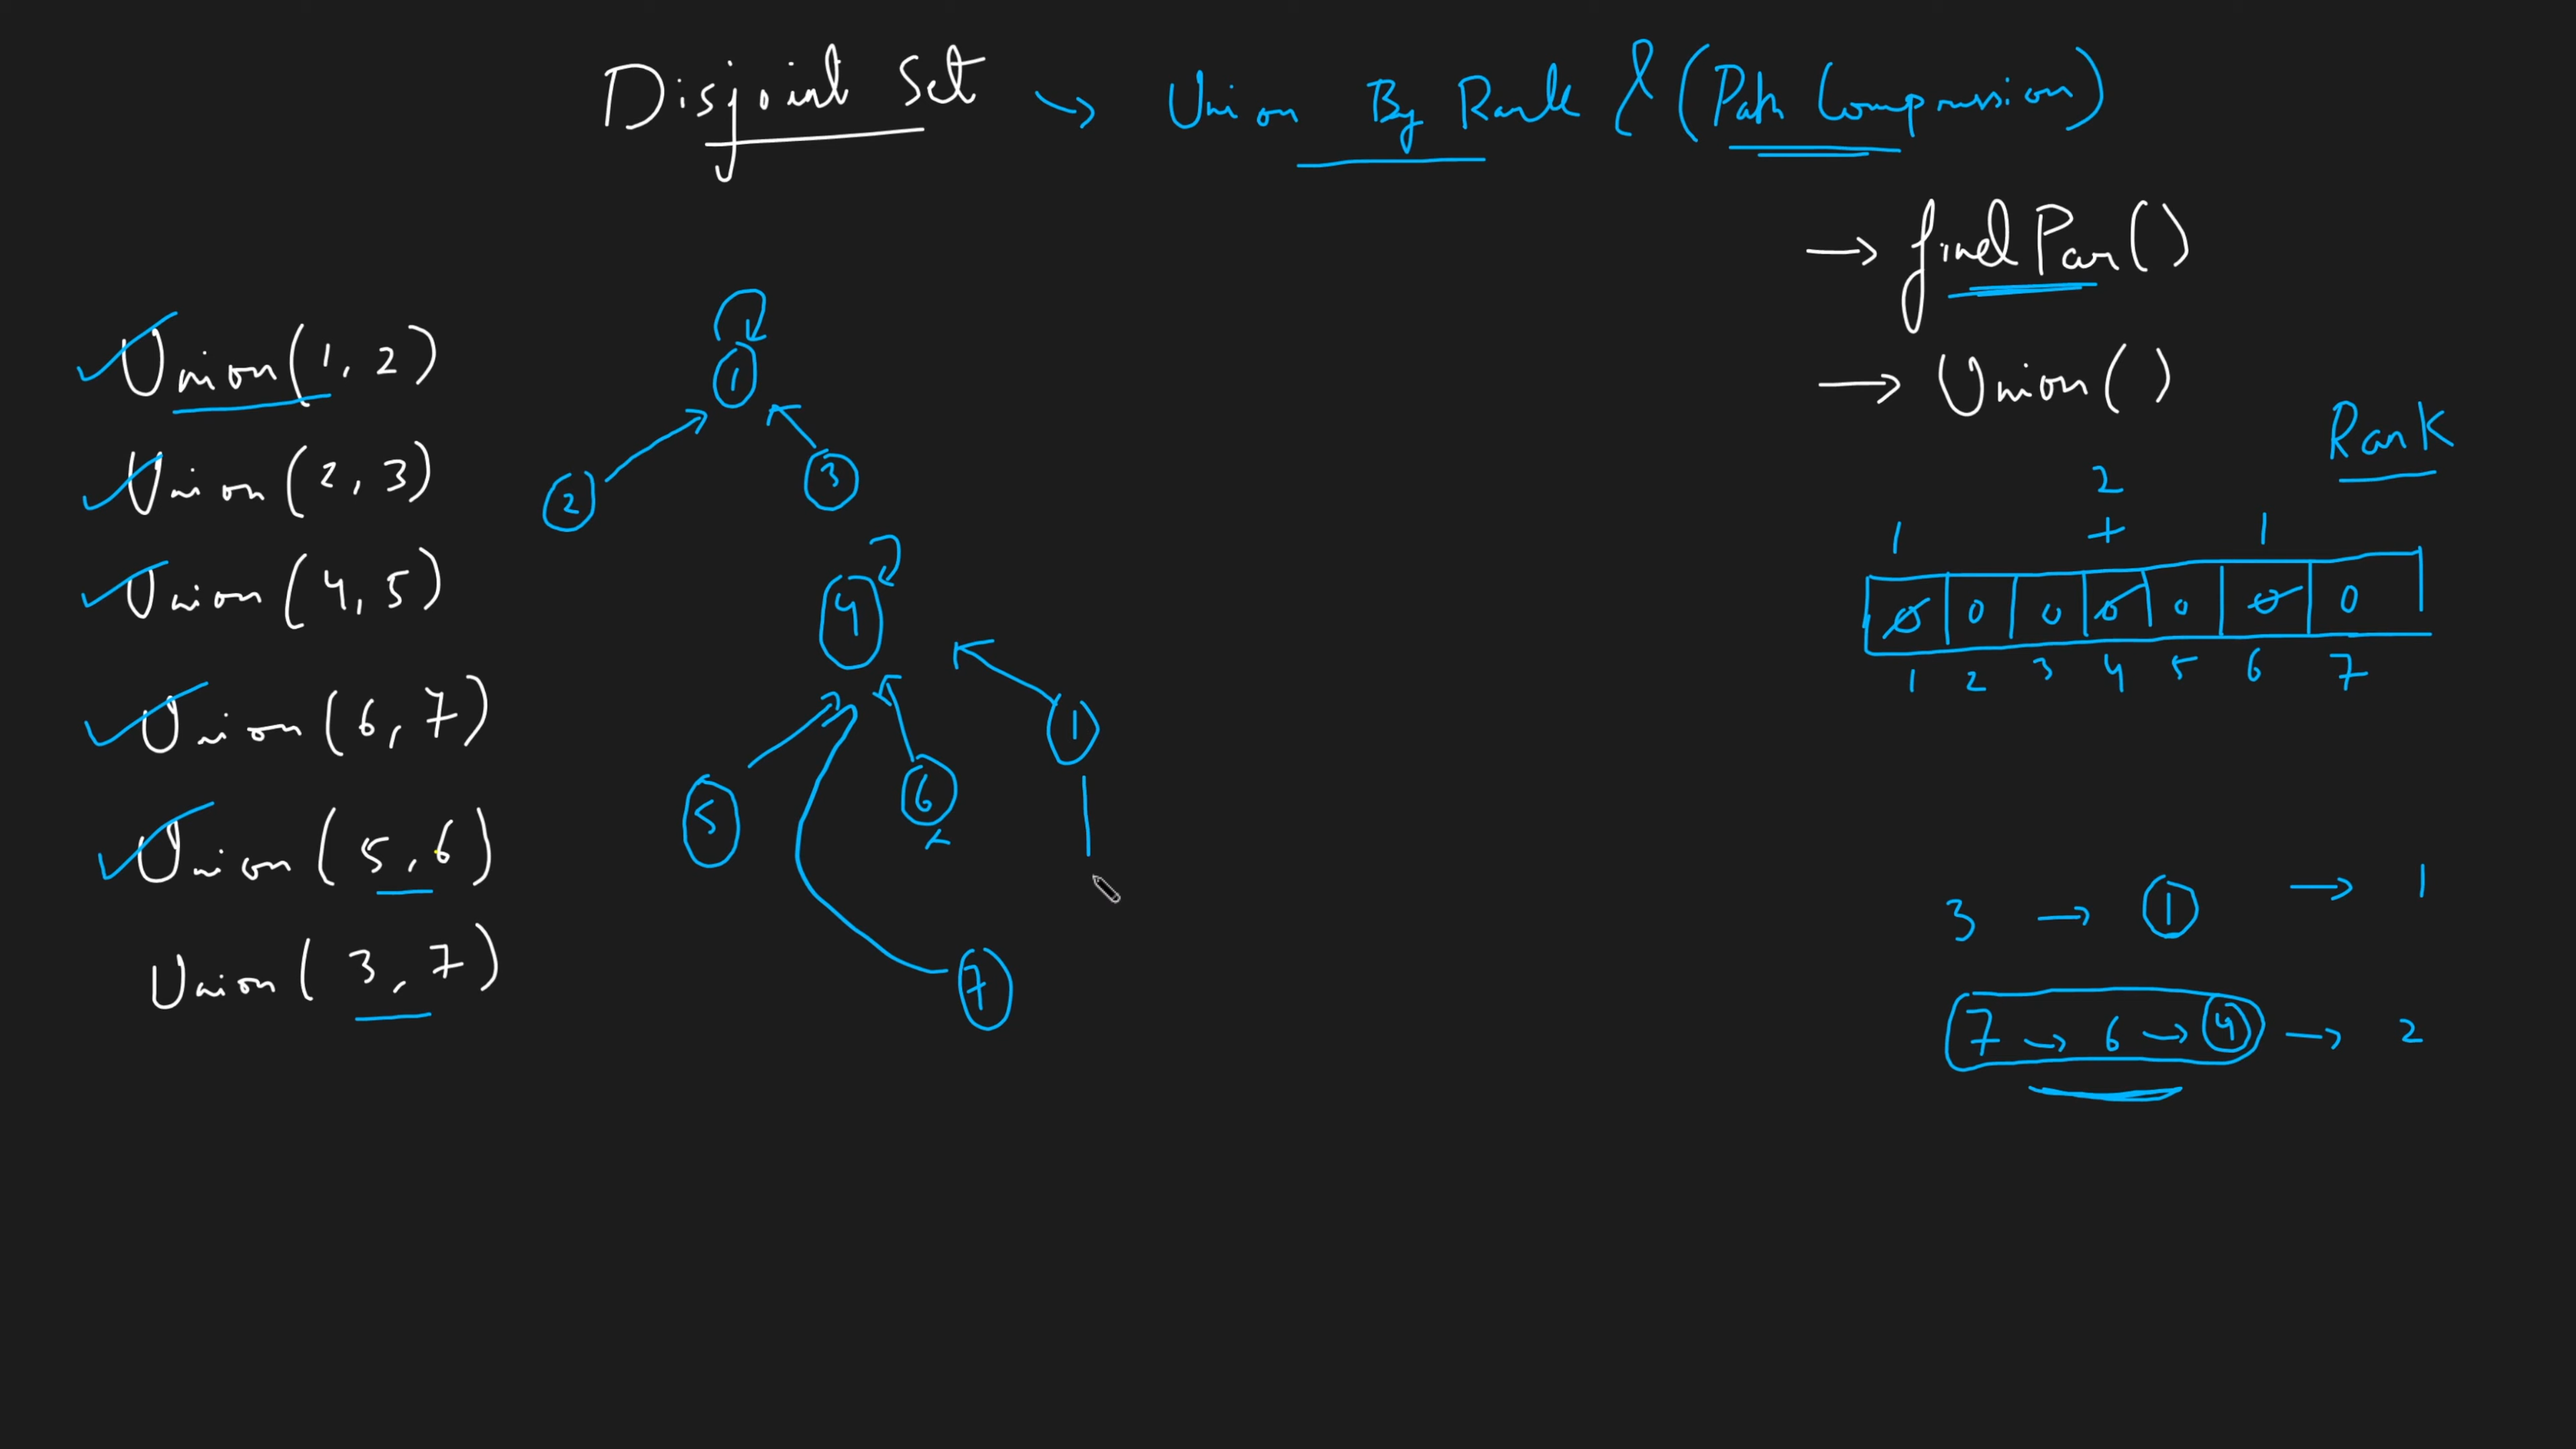 Disjoint Set → Union By Rank & (Path Compression)
→ findPar()
→ Union()
Union(1, 2)
Union(2, 3)
Union(4, 5)
Union(6, 7)
Union(5, 6)
Union(3, 7)
1
2
3
4
5
6
1
7
Rank
2
1 1 1
0 0 0 0 0 0 0
1 2 3 4 5 6 7
3 → 1 → 1
7 → 6 → 4 → 2